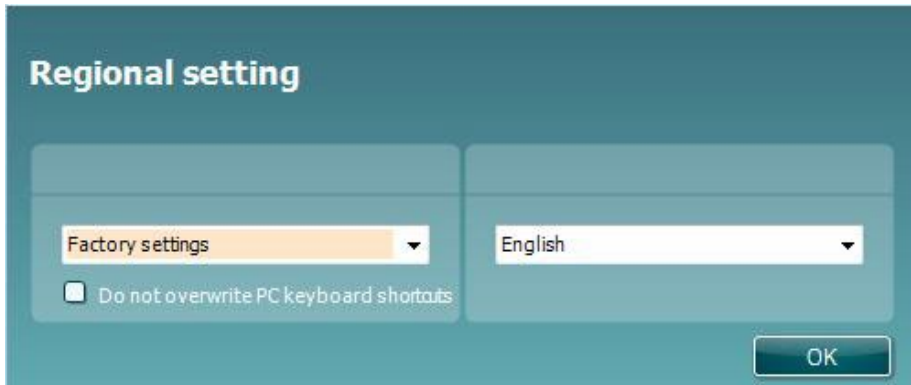 Regional setting
Factory settings
English
Do not overwrite PC keyboard shortcuts
OK